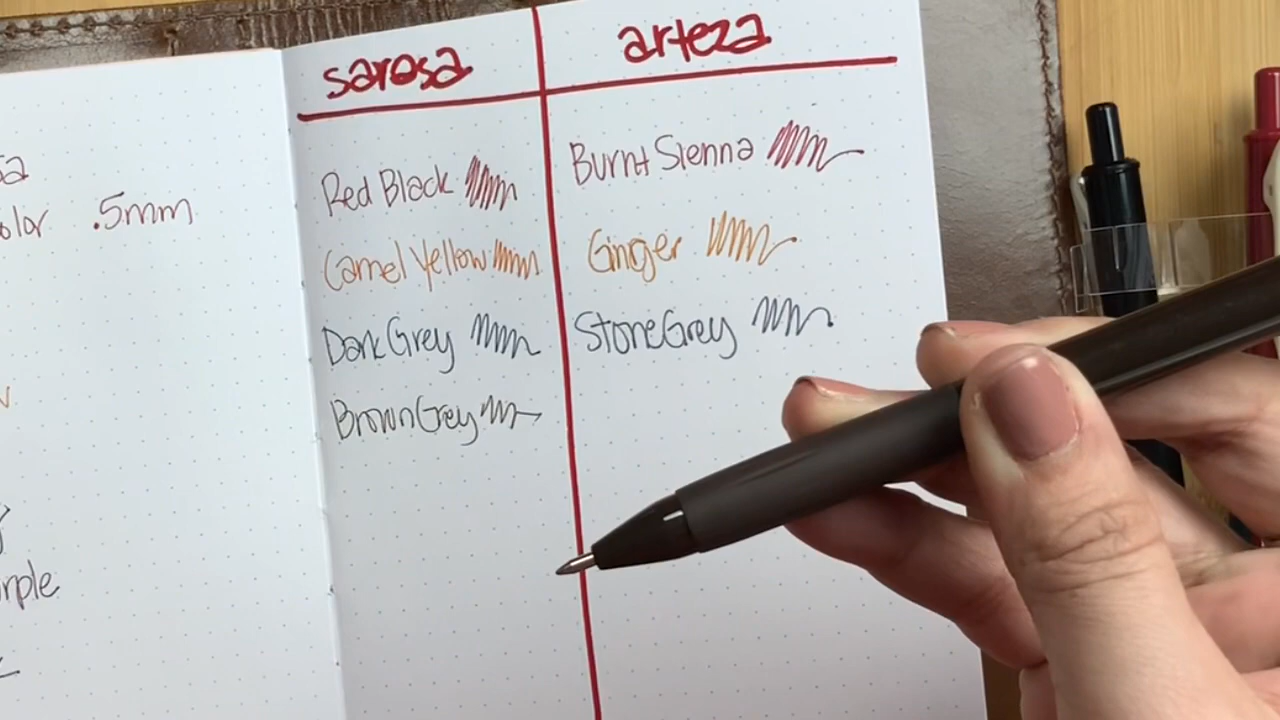 .5mm
sarasa
arteza
Red Black
Burnt Sienna
Camel Yellow
Ginger
Dark Grey
Stone Grey
Brown Grey